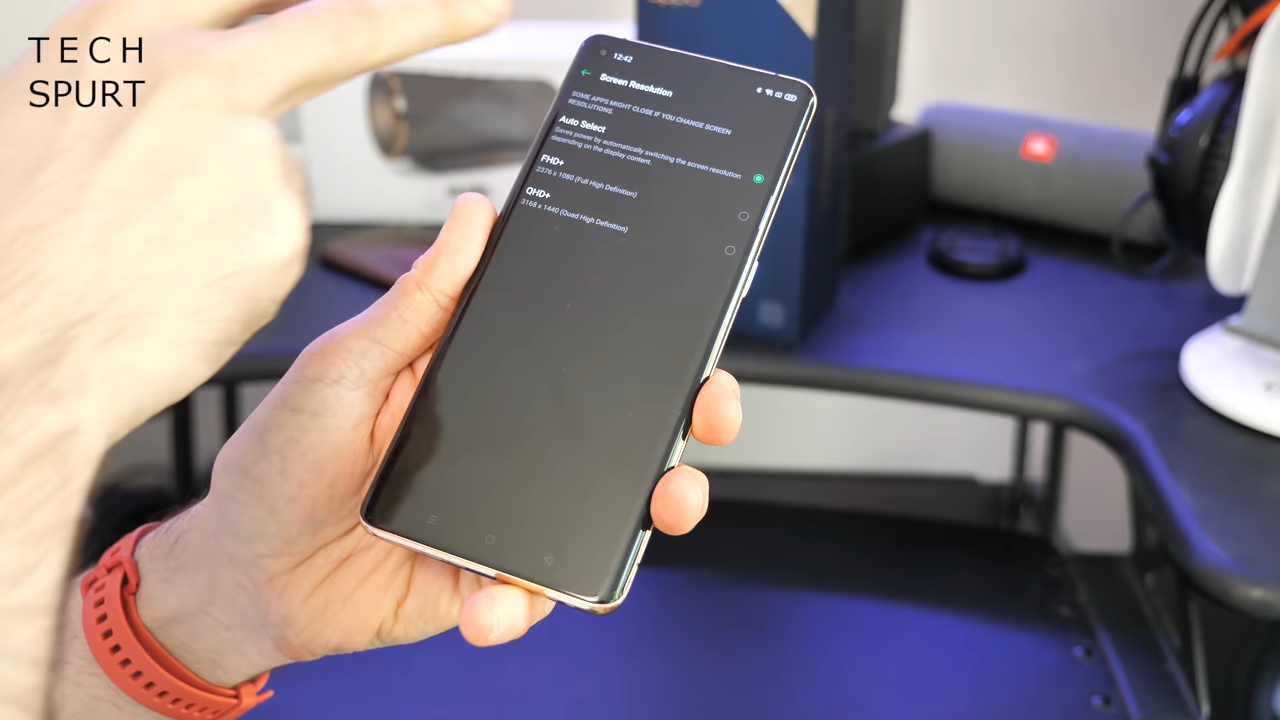 TECH
SPURT
12:42
Screen Resolution
SOME APPS MIGHT CLOSE IF YOU CHANGE SCREEN
RESOLUTIONS.
Auto Select
Saves power by automatically switching the screen resolution
depending on the display content.
FHD+
2376 x 1080 (Full High Definition)
QHD+
3168 x 1440 (Quad High Definition)
JBL